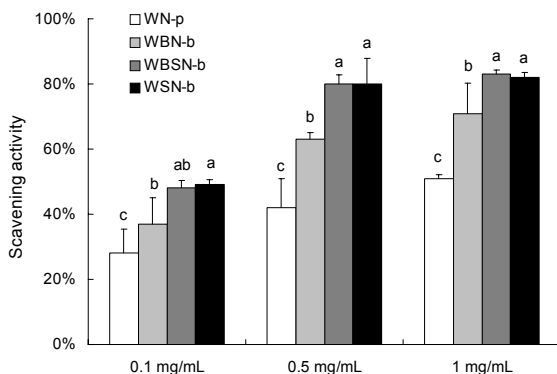 100%
80%
60%
40%
20%
0%
Scavening activity
WN-p
WBN-b
WBSN-b
WSN-b
c b ab a
c b a a
c b a a
0.1 mg/mL 0.5 mg/mL 1 mg/mL